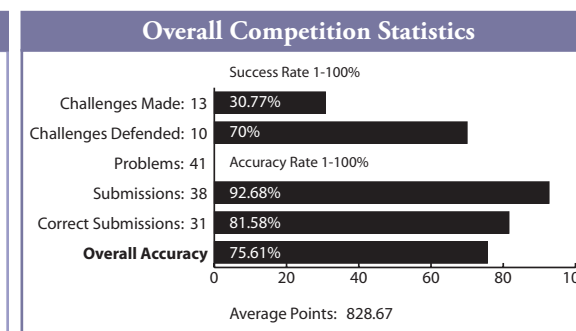 Overall Competition Statistics
Success Rate 1-100%
Challenges Made: 13 30.77%
Challenges Defended: 10 70%
Problems: 41 Accuracy Rate 1-100%
Submissions: 38 92.68%
Correct Submissions: 31 81.58%
Overall Accuracy 75.61%
0 20 40 60 80 10
Average Points: 828.67